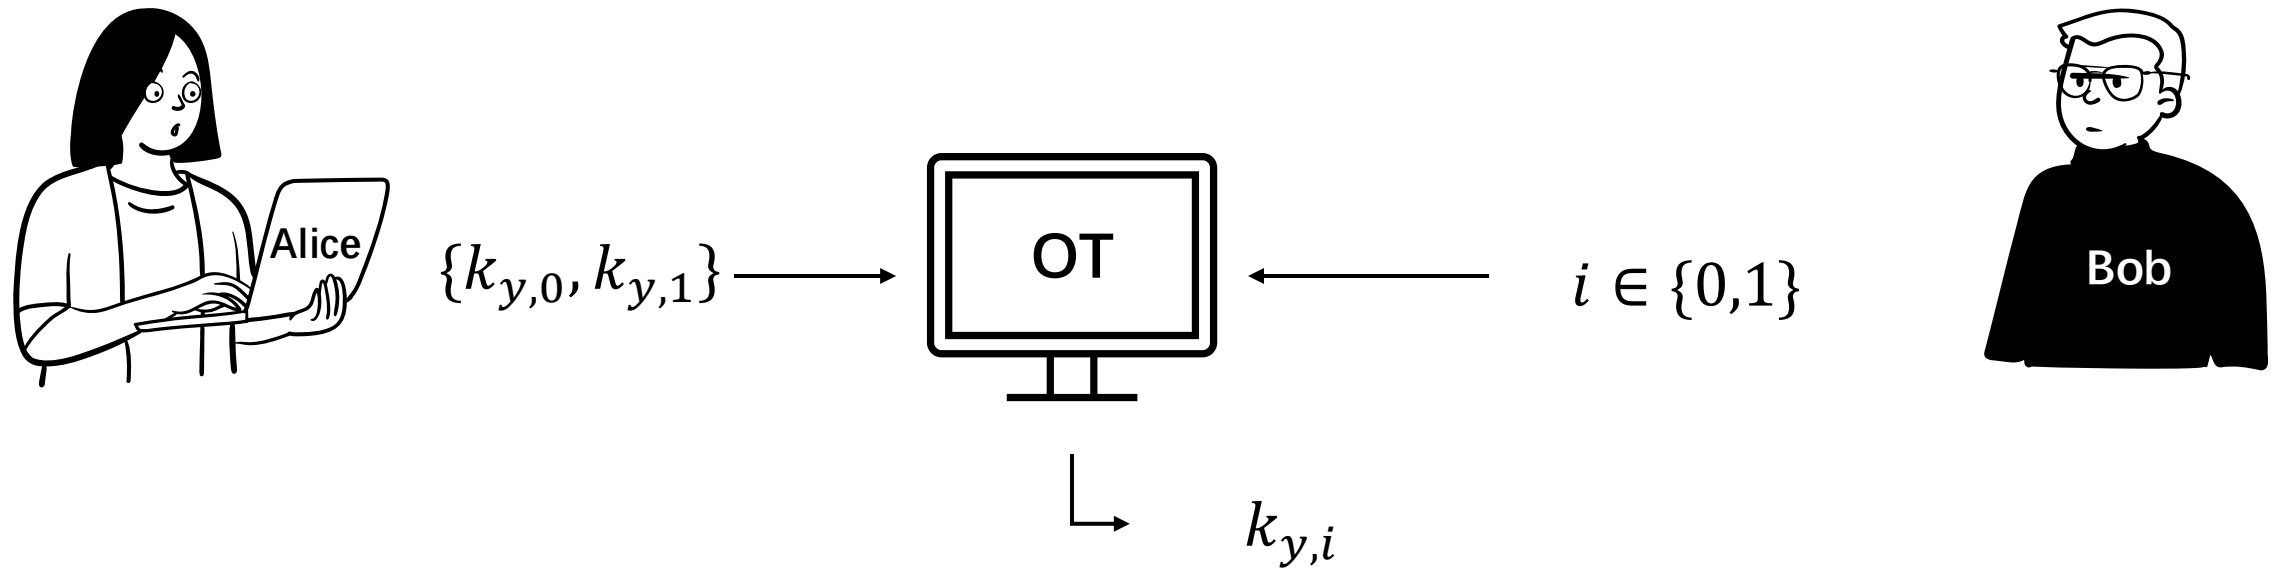 Alice
{k_{y,0}, k_{y,1}}
OT
i ∈ {0,1}
Bob
k_{y,i}